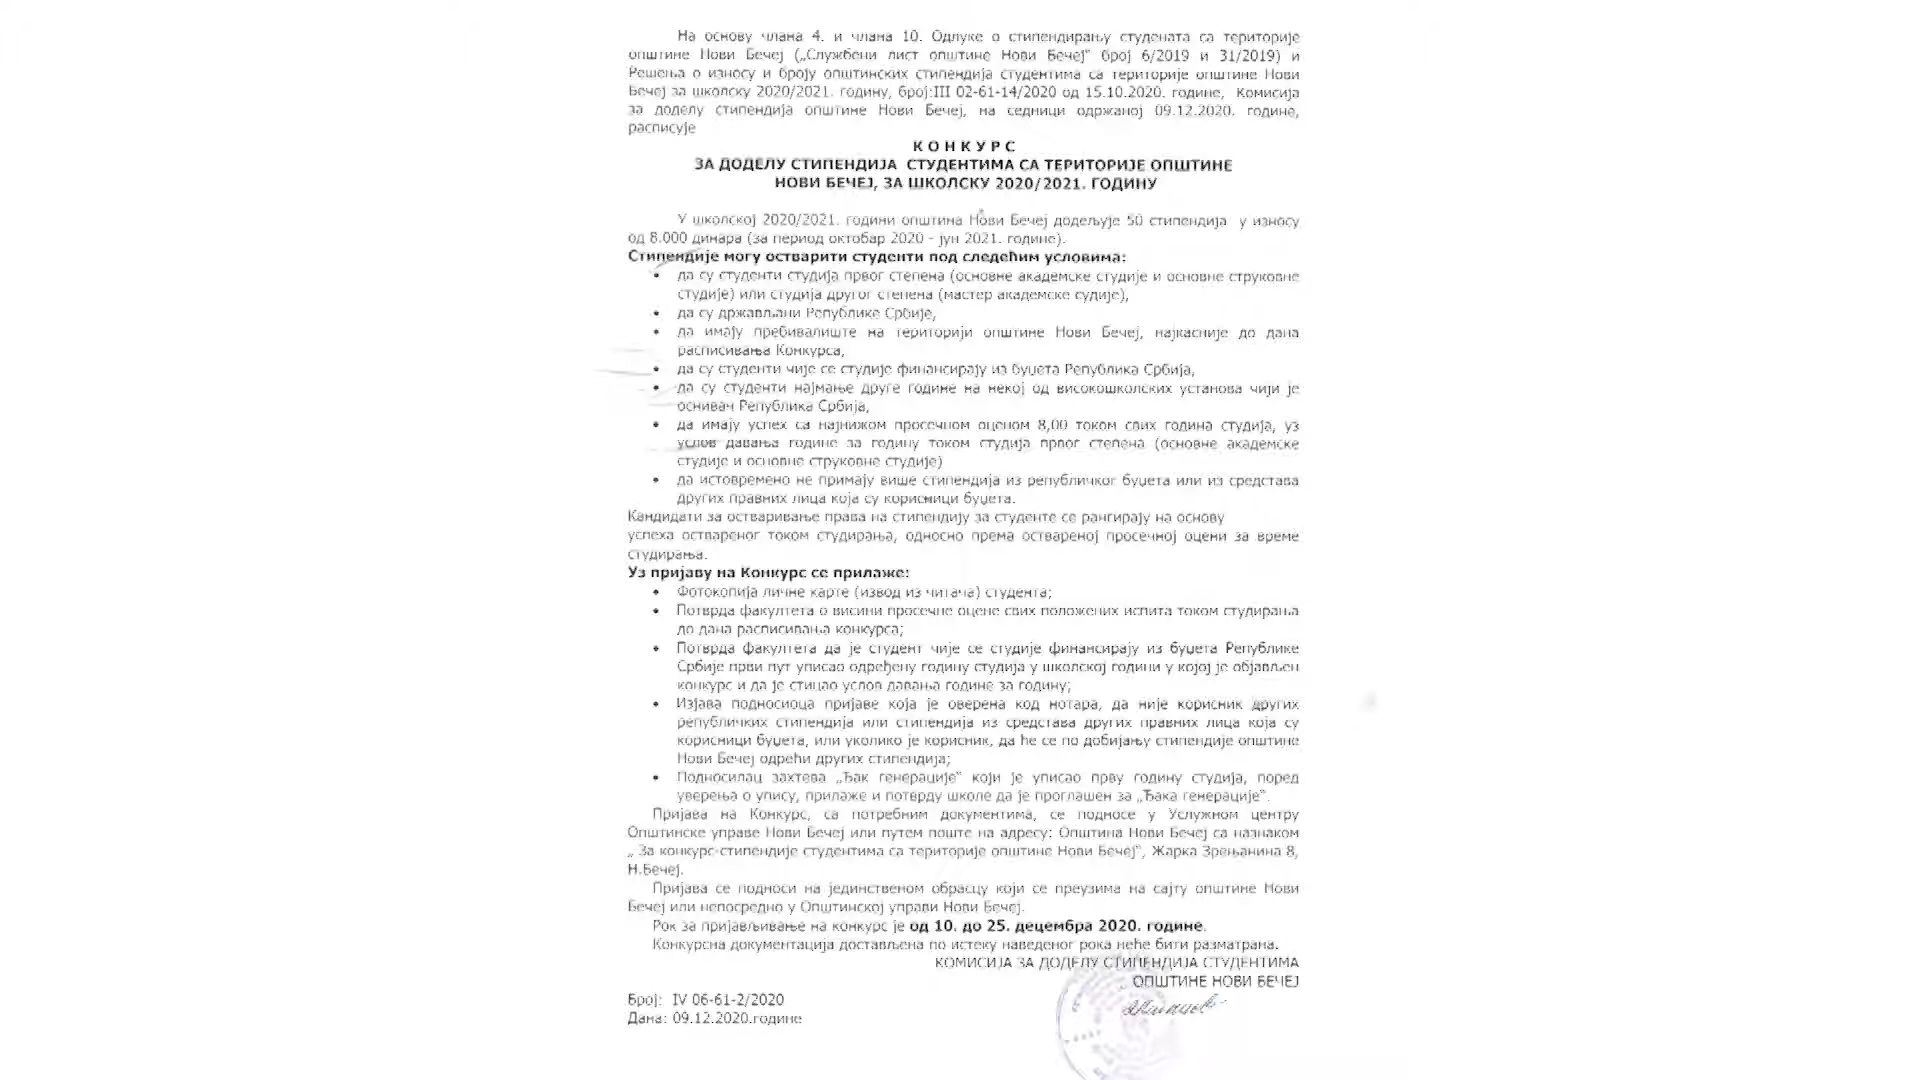 На основу члана 4. и члана 10. Одлуке о стипендирању студената са територије
општине Нови Бечеј („Службени лист општине Нови Бечеј“ број 6/2019 и 31/2019) и
Решења о износу и броју општинских стипендија студентима са територије општине Нови
Бечеј за школску 2020/2021. годину, број:III 02-61-14/2020 од 15.10.2020. године, Комисија
за доделу стипендија општине Нови Бечеј, на седници одржаној 09.12.2020. године,
расписује
К О Н К У Р С
ЗА ДОДЕЛУ СТИПЕНДИЈА СТУДЕНТИМА СА ТЕРИТОРИЈЕ ОПШТИНЕ
НОВИ БЕЧЕЈ, ЗА ШКОЛСКУ 2020/2021. ГОДИНУ
У школској 2020/2021. години општина Нови Бечеј додељује 50 стипендија у износу
од 8.000 динара (за период октобар 2020 - јун 2021. године).
Стипендије могу остварити студенти под следећим условима:
• да су студенти студија првог степена (основне академске студије и основне струковне
студије) или студија другог степена (мастер академске судије),
• да су држављани Републике Србије,
• да имају пребивалиште на територији општине Нови Бечеј, најкасније до дана
расписивања Конкурса,
• да су студенти чије се студије финансирају из буџета Република Србија,
• да су студенти најмање друге године на некој од високошколских установа чији је
оснивач Република Србија,
• да имају успех са најнижом просечном оценом 8,00 током свих година студија, уз
услов давања године за годину током студија првог степена (основне академске
студије и основне струковне студије)
• да истовремено не примају више стипендија из републичког буџета или из средстава
других правних лица која су корисници буџета.
Кандидати за остваривање права на стипендију за студенте се рангирају на основу
успеха оствареног током студирања, односно према оствареној просечној оцени за време
студирања.
Уз пријаву на Конкурс се прилаже:
• Фотокопија личне карте (извод из читача) студента;
• Потврда факултета о висини просечне оцене свих положених испита током студирања
до дана расписивања конкурса;
• Потврда факултета да је студент чије се студије финансирају из буџета Републике
Србије први пут уписао одређену годину студија у школској години у којој је објављен
конкурс и да је стицао услов давања године за годину;
• Изјава подносиоца пријаве која је оверена код нотара, да није корисник других
републичких стипендија или стипендија из средстава других правних лица која су
корисници буџета, или уколико је корисник, да ће се по добијању стипендије општине
Нови Бечеј одрећи других стипендија;
• Подносилац захтева „Ђак генерације“ који је уписао прву годину студија, поред
уверења о упису, прилаже и потврду школе да је проглашен за „Ђака генерације“.
Пријава на Конкурс, са потребним документима, се подносе у Услужном центру
Општинске управе Нови Бечеј или путем поште на адресу: Општина Нови Бечеј са назнаком
„ За конкурс-стипендије студентима са територије општине Нови Бечеј“, Жарка Зрењанина 8,
Н.Бечеј.
Пријава се подноси на јединственом обрасцу који се преузима на сајту општине Нови
Бечеј или непосредно у Општинској управи Нови Бечеј.
Рок за пријављивање на конкурс је од 10. до 25. децембра 2020. године.
Конкурсна документација достављена по истеку наведеног рока неће бити разматрана.
КОМИСИЈА ЗА ДОДЕЛУ СТИПЕНДИЈА СТУДЕНТИМА
ОПШТИНЕ НОВИ БЕЧЕЈ
Број: IV 06-61-2/2020
Дана: 09.12.2020.године